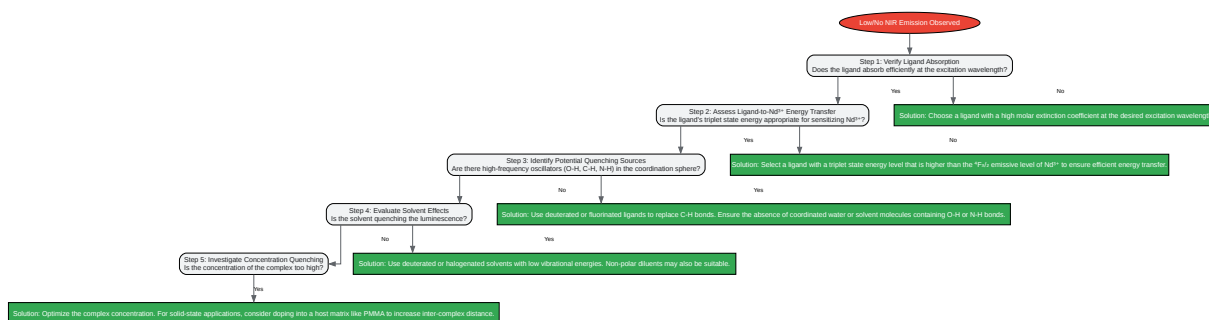 Low/No NIR Emission Observed
Step 1: Verify Ligand Absorption
Does the ligand absorb efficiently at the excitation wavelength?
Yes
No
Step 2: Assess Ligand-to-Nd³⁺ Energy Transfer
Is the ligand's triplet state energy appropriate for sensitizing Nd³⁺?
Solution: Choose a ligand with a high molar extinction coefficient at the desired excitation
Yes
No
Step 3: Identify Potential Quenching Sources
Are there high-frequency oscillators (O-H, C-H, N-H) in the coordination sphere?
Solution: Select a ligand with a triplet state energy level that is higher than the ⁴F₃/₂ emissive level of Nd³⁺ to ensure efficient energy transfer.
No
Yes
Step 4: Evaluate Solvent Effects
Is the solvent quenching the luminescence?
Solution: Use deuterated or fluorinated ligands to replace C-H bonds. Ensure the absence of coordinated water or solvent molecules containing O-H or N-H bonds.
No
Yes
Step 5: Investigate Concentration Quenching
Is the concentration of the complex too high?
Solution: Use deuterated or halogenated solvents with low vibrational energies. Non-polar diluents may also be suitable.
Yes
Solution: Optimize the complex concentration. For solid-state applications, consider doping into a host matrix like PMMA to increase inter-complex distance.